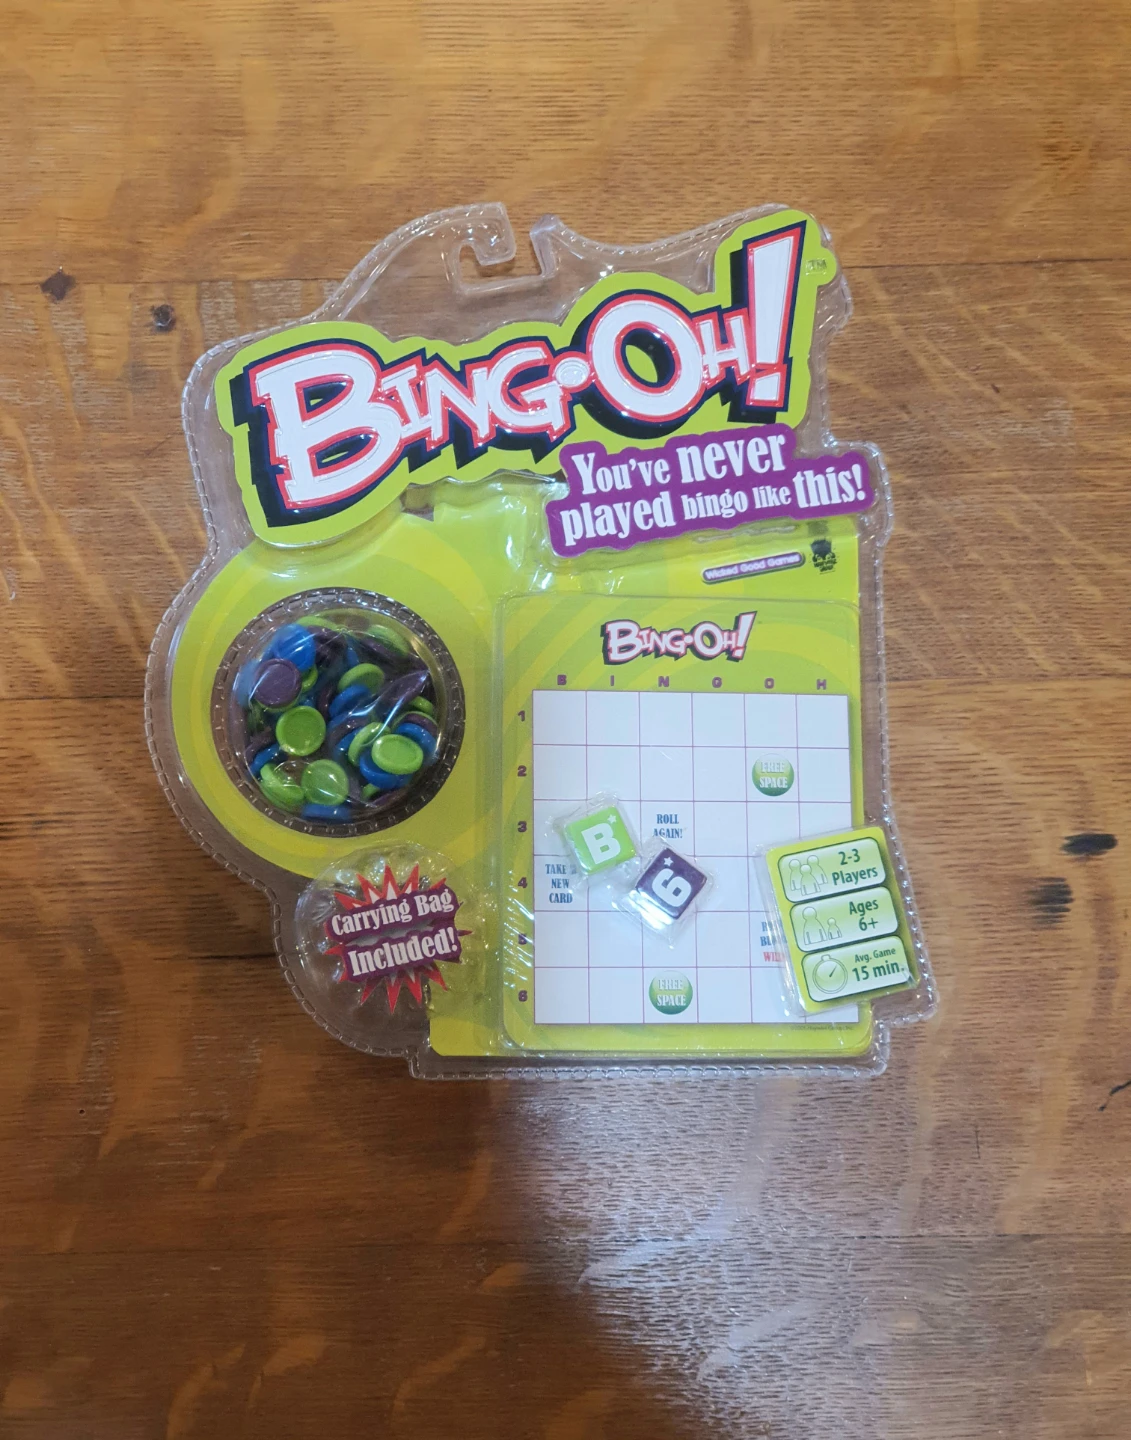 BING•OH!
TM
You've never
played bingo like this!
Wicked Good Games
BING•OH!
B I N G O H
1
2
FREE
SPACE
3
ROLL
AGAIN!
B
4
TAKE
NEW
CARD
6
5
6
FREE
SPACE
2-3
Players
Ages
6+
Avg. Game
15 min.
Carrying Bag
Included!